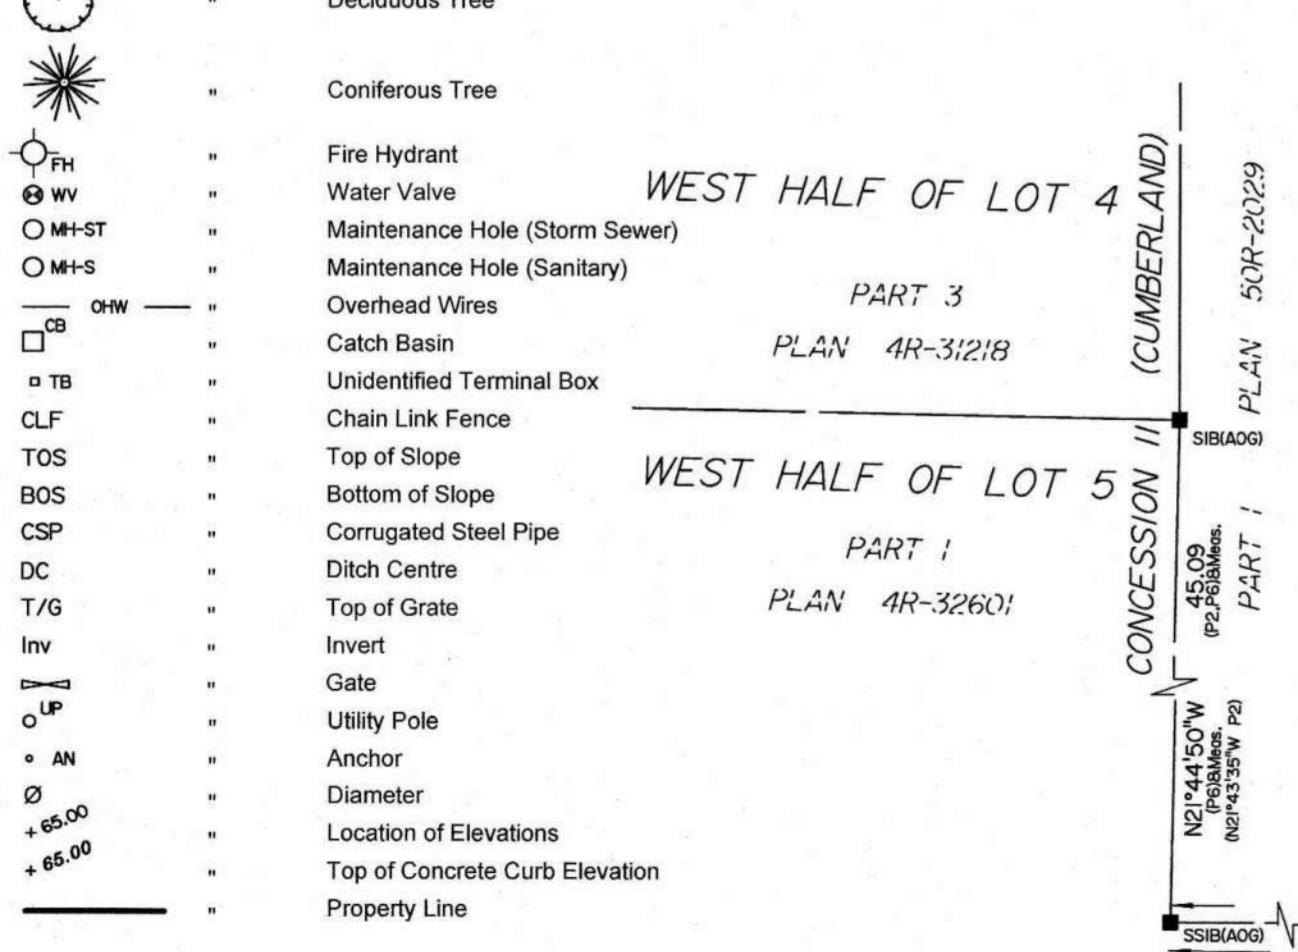 " Deciduous Tree
" Coniferous Tree
FH " Fire Hydrant
WV " Water Valve
MH-ST " Maintenance Hole (Storm Sewer)
MH-S " Maintenance Hole (Sanitary)
OHW " Overhead Wires
CB " Catch Basin
TB " Unidentified Terminal Box
CLF " Chain Link Fence
TOS " Top of Slope
BOS " Bottom of Slope
CSP " Corrugated Steel Pipe
DC " Ditch Centre
T/G " Top of Grate
Inv " Invert
" Gate
UP " Utility Pole
AN " Anchor
Ø " Diameter
+ 65.00 " Location of Elevations
+ 65.00 " Top of Concrete Curb Elevation
" Property Line
WEST HALF OF LOT 4
PART 3
PLAN 4R-31218
WEST HALF OF LOT 5
PART 1
PLAN 4R-32601
CONCESSION II (CUMBERLAND)
SIB(AOG)
PART 1 PLAN 50R-2029
45.09
(P2,P6)&Meas.
N21°44'50"W
(P6)&Meas.
(N21°43'35"W P2)
SSIB(AOG)